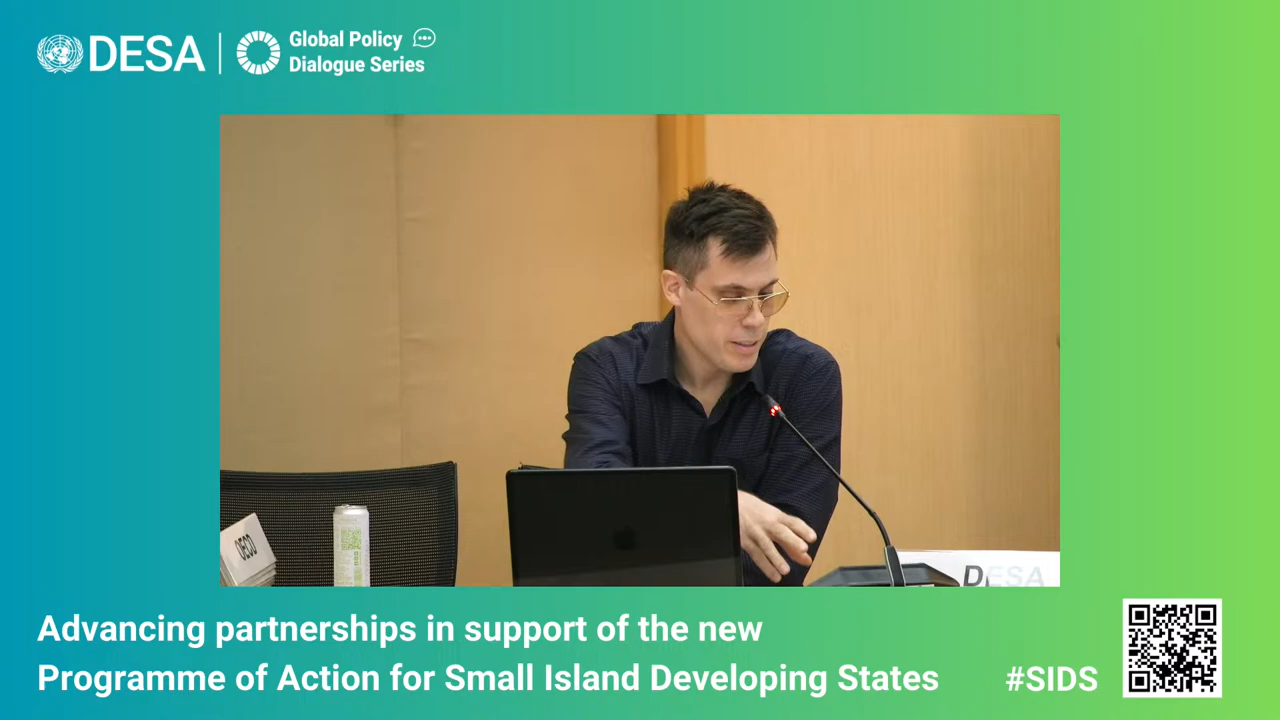 DESA
Global Policy
Dialogue Series
OECD
DESA
Advancing partnerships in support of the new
Programme of Action for Small Island Developing States
#SIDS